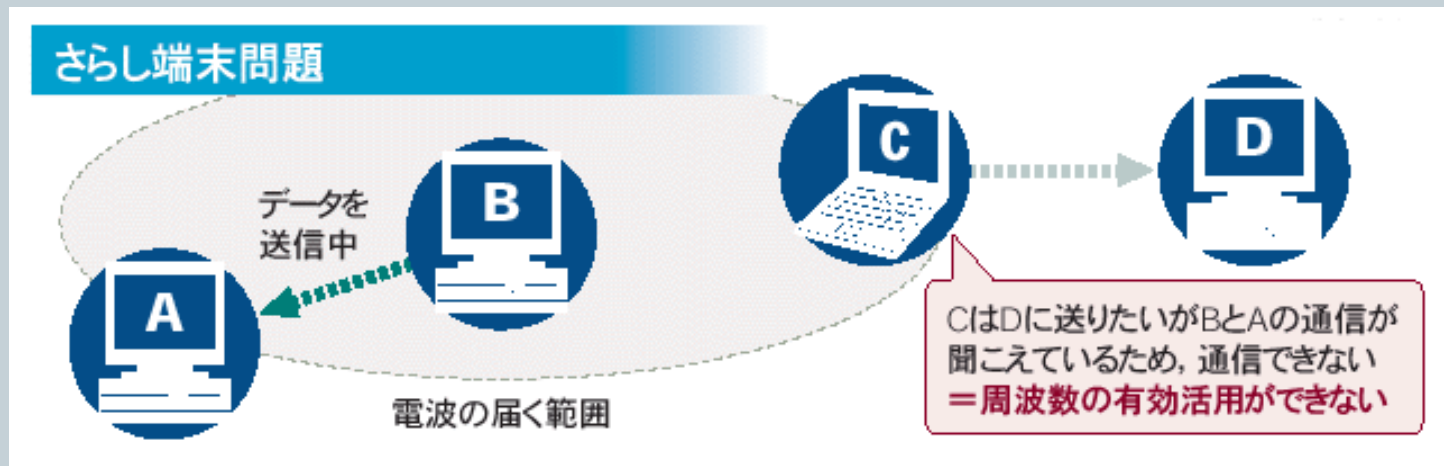 さらし端末問題
C
D
B
データを
送信中
A
CはDに送りたいがBとAの通信が
聞こえているため, 通信できない
＝周波数の有効活用ができない
電波の届く範囲